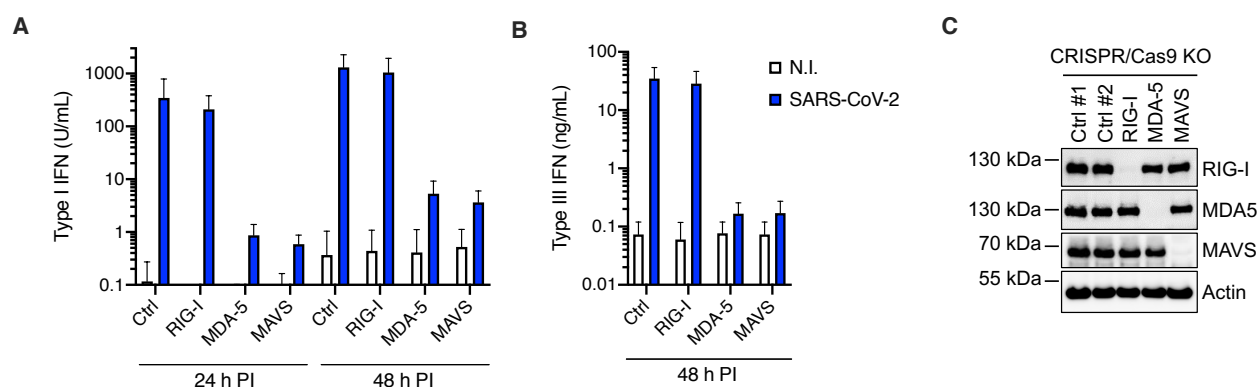 A
Type I IFN (U/mL)
1000
100
10
1
0.1
Ctrl
RIG-I
MDA-5
MAVS
Ctrl
RIG-I
MDA-5
MAVS
24 h PI
48 h PI
B
Type III IFN (ng/mL)
100
10
1
0.1
0.01
Ctrl
RIG-I
MDA-5
MAVS
48 h PI
N.I.
SARS-CoV-2
C
CRISPR/Cas9 KO
Ctrl #1
Ctrl #2
RIG-I
MDA-5
MAVS
130 kDa
RIG-I
130 kDa
MDA5
70 kDa
MAVS
55 kDa
Actin